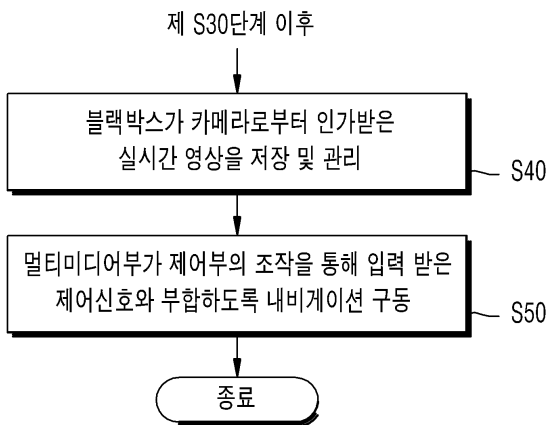 제 S30단계 이후
블랙박스가 카메라로부터 인가받은
실시간 영상을 저장 및 관리
S40
멀티미디어부가 제어부의 조작을 통해 입력 받은
제어신호와 부합하도록 내비게이션 구동
S50
종료